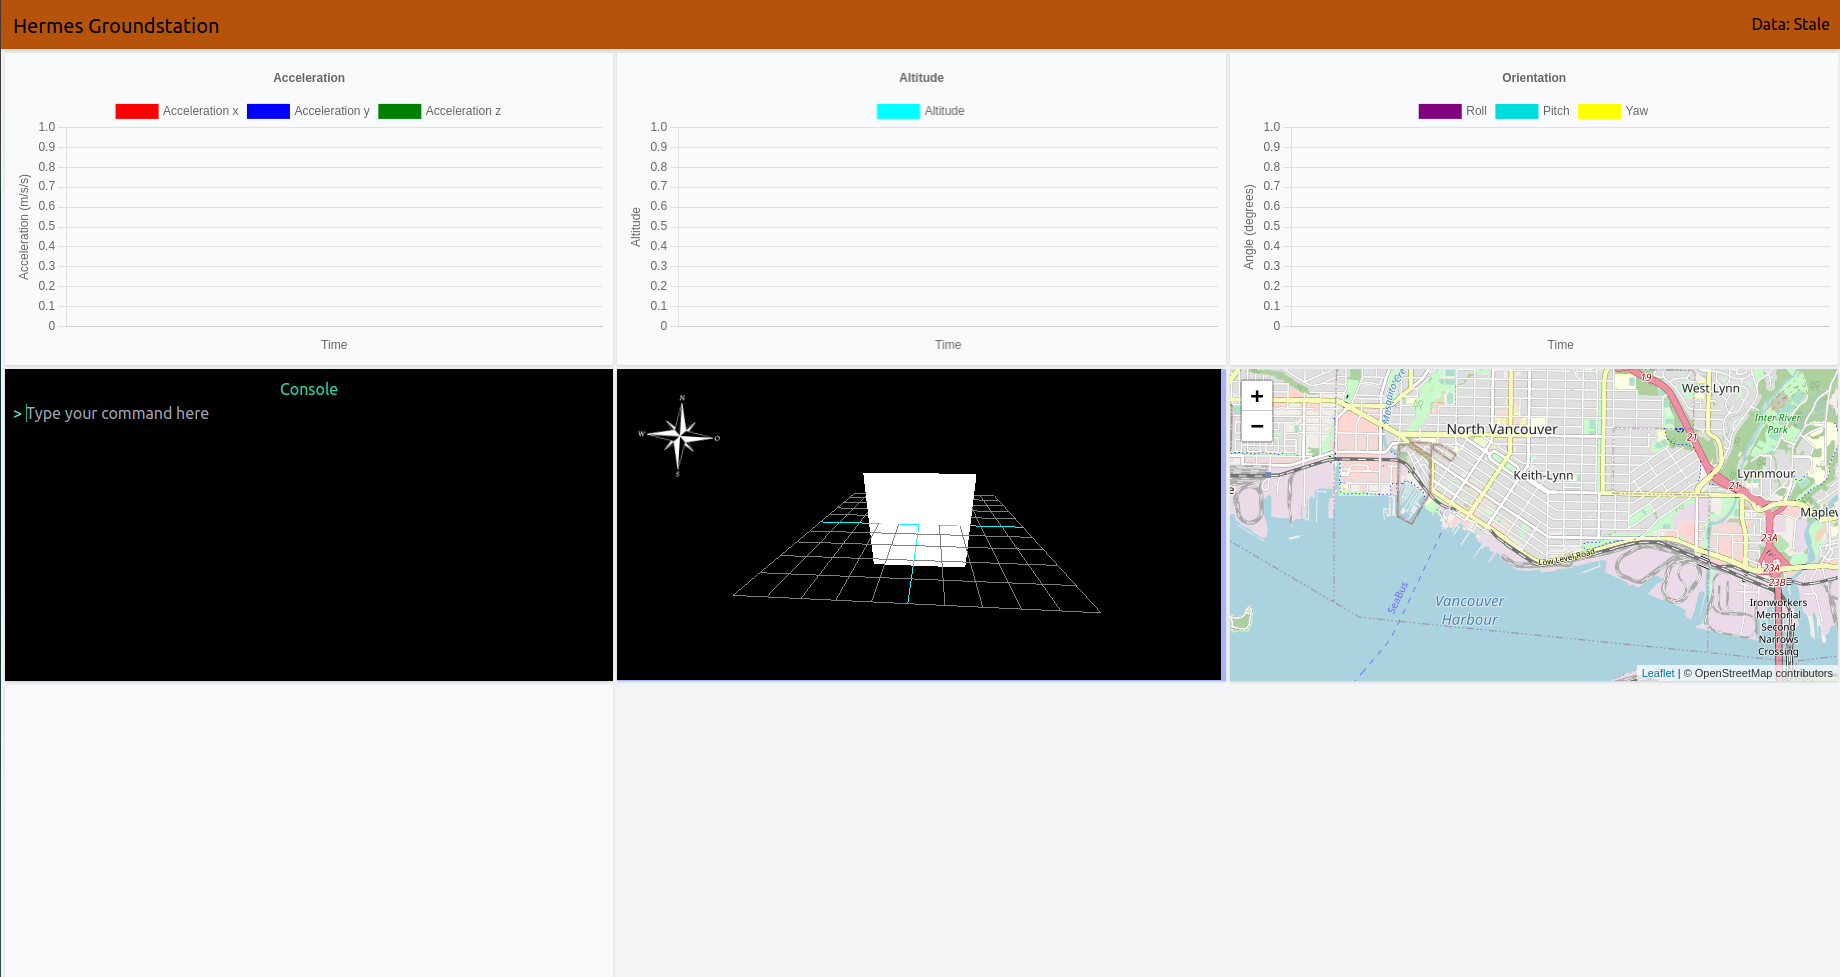 Hermes Groundstation
Data: Stale
Acceleration
Acceleration x Acceleration y Acceleration z
1.0
0.9
0.8
0.7
0.6
0.5
0.4
0.3
0.2
0.1
0
Acceleration (m/s/s)
Time
Altitude
Altitude
1.0
0.9
0.8
0.7
0.6
0.5
0.4
0.3
0.2
0.1
0
Altitude
Time
Orientation
Roll Pitch Yaw
1.0
0.9
0.8
0.7
0.6
0.5
0.4
0.3
0.2
0.1
0
Angle (degrees)
Time
Console
> Type your command here
N
W O
S
+
−
Mosquito Cre
19
West Lynn
Inter River
Park
North Vancouver
21
Keith-Lynn
Lynnmour
21
e
Maplew
23A
Low Level Road
23A
23B
SeaBus
Vancouver
Harbour
Ironworkers
Memorial
Second
Narrows
Crossing
Leaflet | © OpenStreetMap contributors